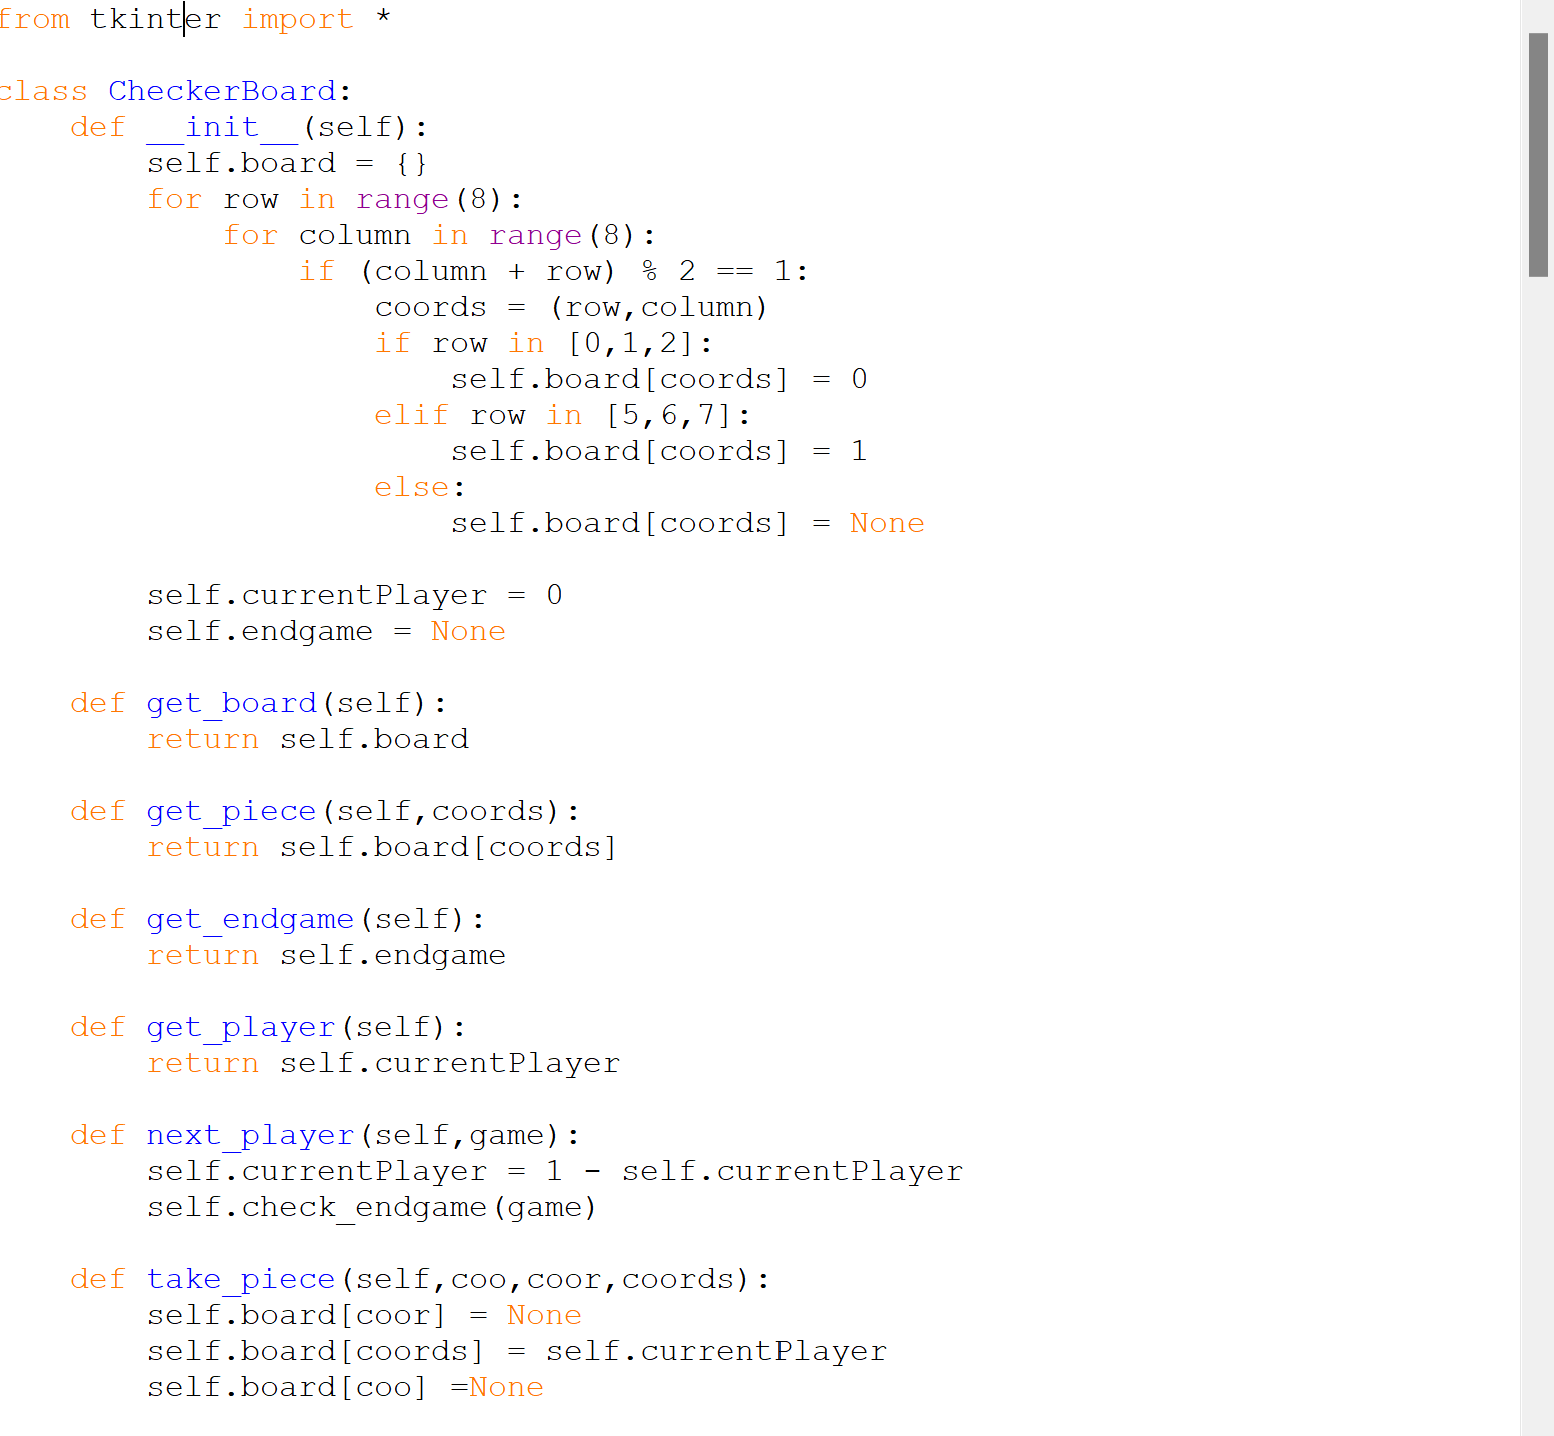 from tkinter import *

class CheckerBoard:
    def __init__(self):
        self.board = {}
        for row in range(8):
            for column in range(8):
                if (column + row) % 2 == 1:
                    coords = (row,column)
                    if row in [0,1,2]:
                        self.board[coords] = 0
                    elif row in [5,6,7]:
                        self.board[coords] = 1
                    else:
                        self.board[coords] = None

        self.currentPlayer = 0
        self.endgame = None

    def get_board(self):
        return self.board

    def get_piece(self,coords):
        return self.board[coords]

    def get_endgame(self):
        return self.endgame

    def get_player(self):
        return self.currentPlayer

    def next_player(self,game):
        self.currentPlayer = 1 - self.currentPlayer
        self.check_endgame(game)

    def take_piece(self,coo,coor,coords):
        self.board[coor] = None
        self.board[coords] = self.currentPlayer
        self.board[coo] =None